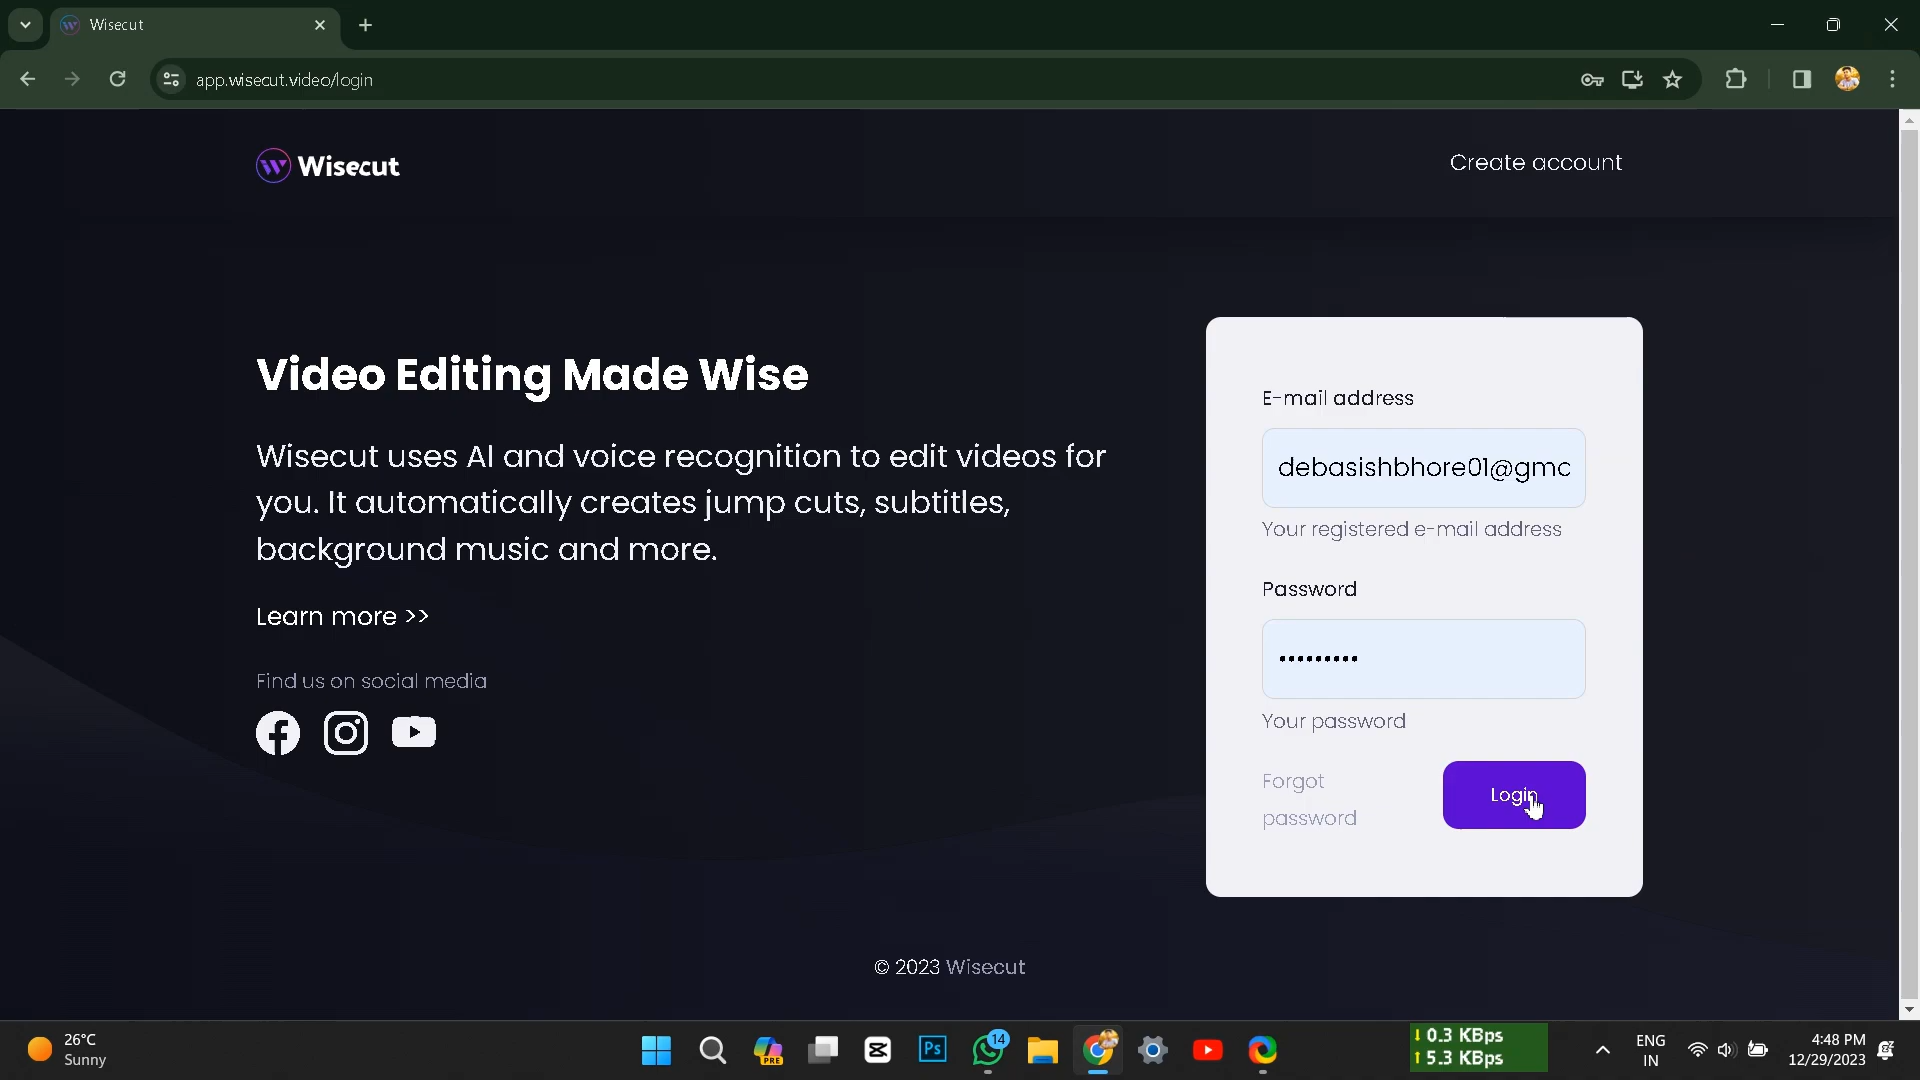 Wisecut
app.wisecut.video/login
Wisecut
Create account
Video Editing Made Wise
Wisecut uses AI and voice recognition to edit videos for
you. It automatically creates jump cuts, subtitles,
background music and more.
Learn more >>
Find us on social media
E-mail address
debasishbhore01@gmc
Your registered e-mail address
Password
•••••••••
Your password
Forgot
password
Login
© 2023 Wisecut
26°C
Sunny
PRE
Ps
14
0.3 KBps
5.3 KBps
ENG
IN
4:48 PM
12/29/2023